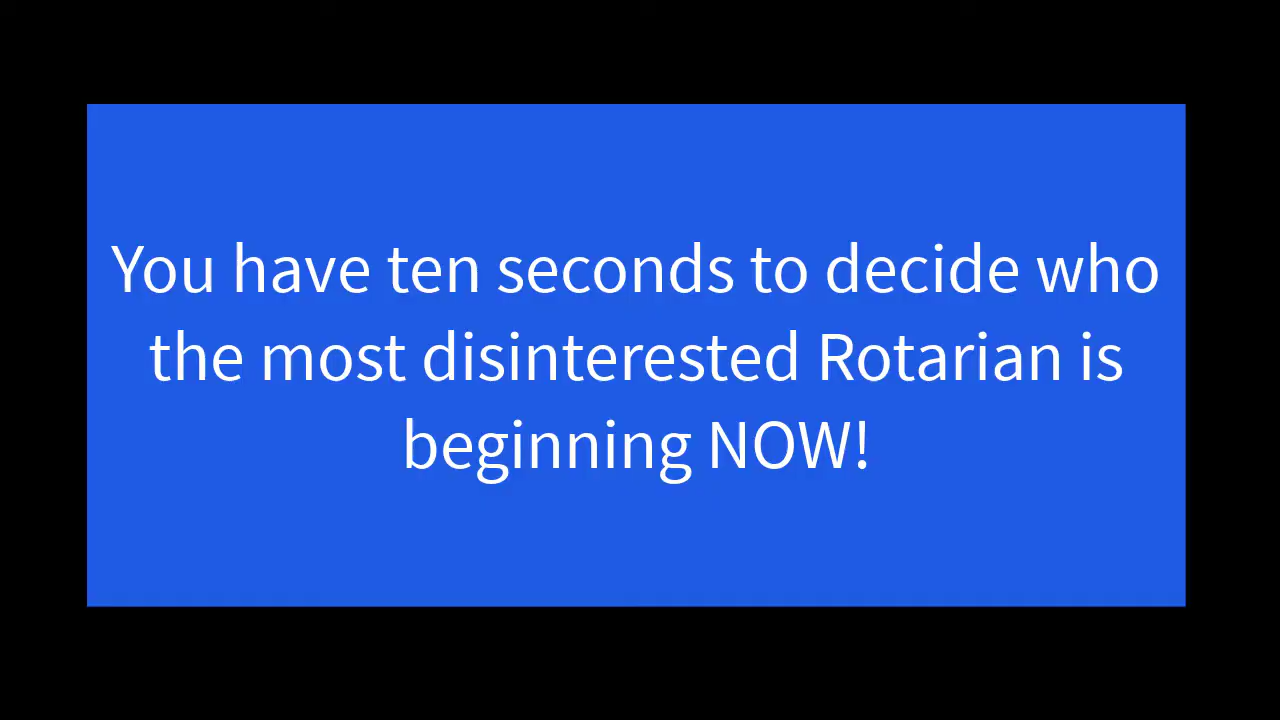 You have ten seconds to decide who
the most disinterested Rotarian is
beginning NOW!